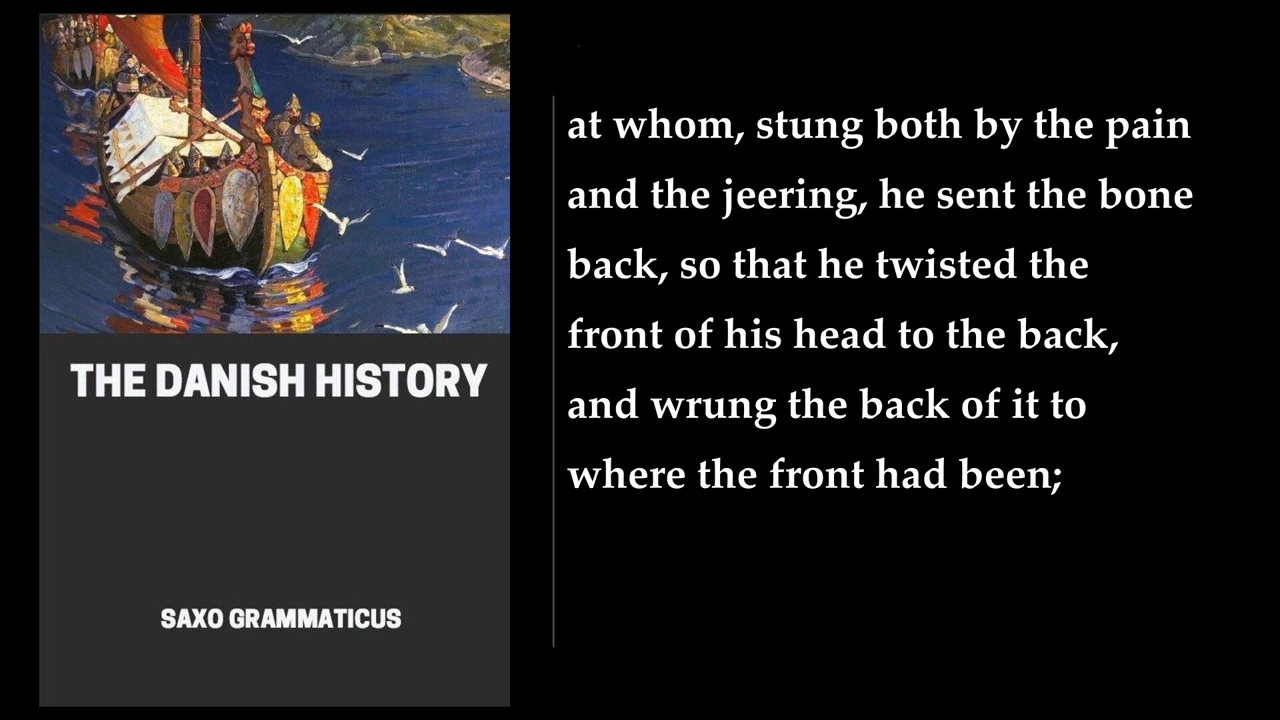 THE DANISH HISTORY
SAXO GRAMMATICUS
at whom, stung both by the pain
and the jeering, he sent the bone
back, so that he twisted the
front of his head to the back,
and wrung the back of it to
where the front had been;